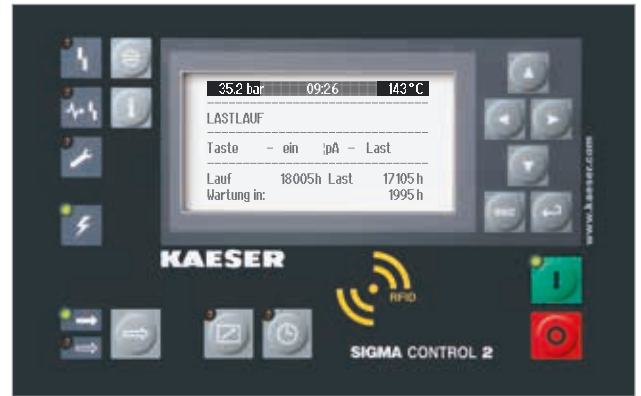 35.2 bar 09:26 143°C
LASTLAUF
Taste - ein pA - Last
Lauf 18005h Last 17105 h
Wartung in: 1995 h
esc
www.kaeser.com
KAESER
RFID
I
O
SIGMA CONTROL 2